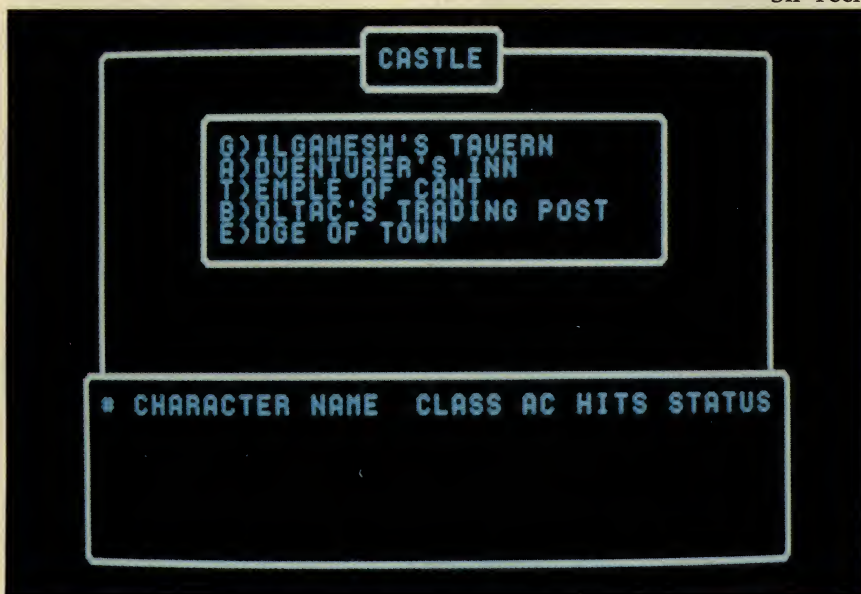 CASTLE
G)ILGAMESH'S TAVERN
A)DVENTURER'S INN
T)EMPLE OF CANT
B)OLTAC'S TRADING POST
E)DGE OF TOWN
# CHARACTER NAME CLASS AC HITS STATUS